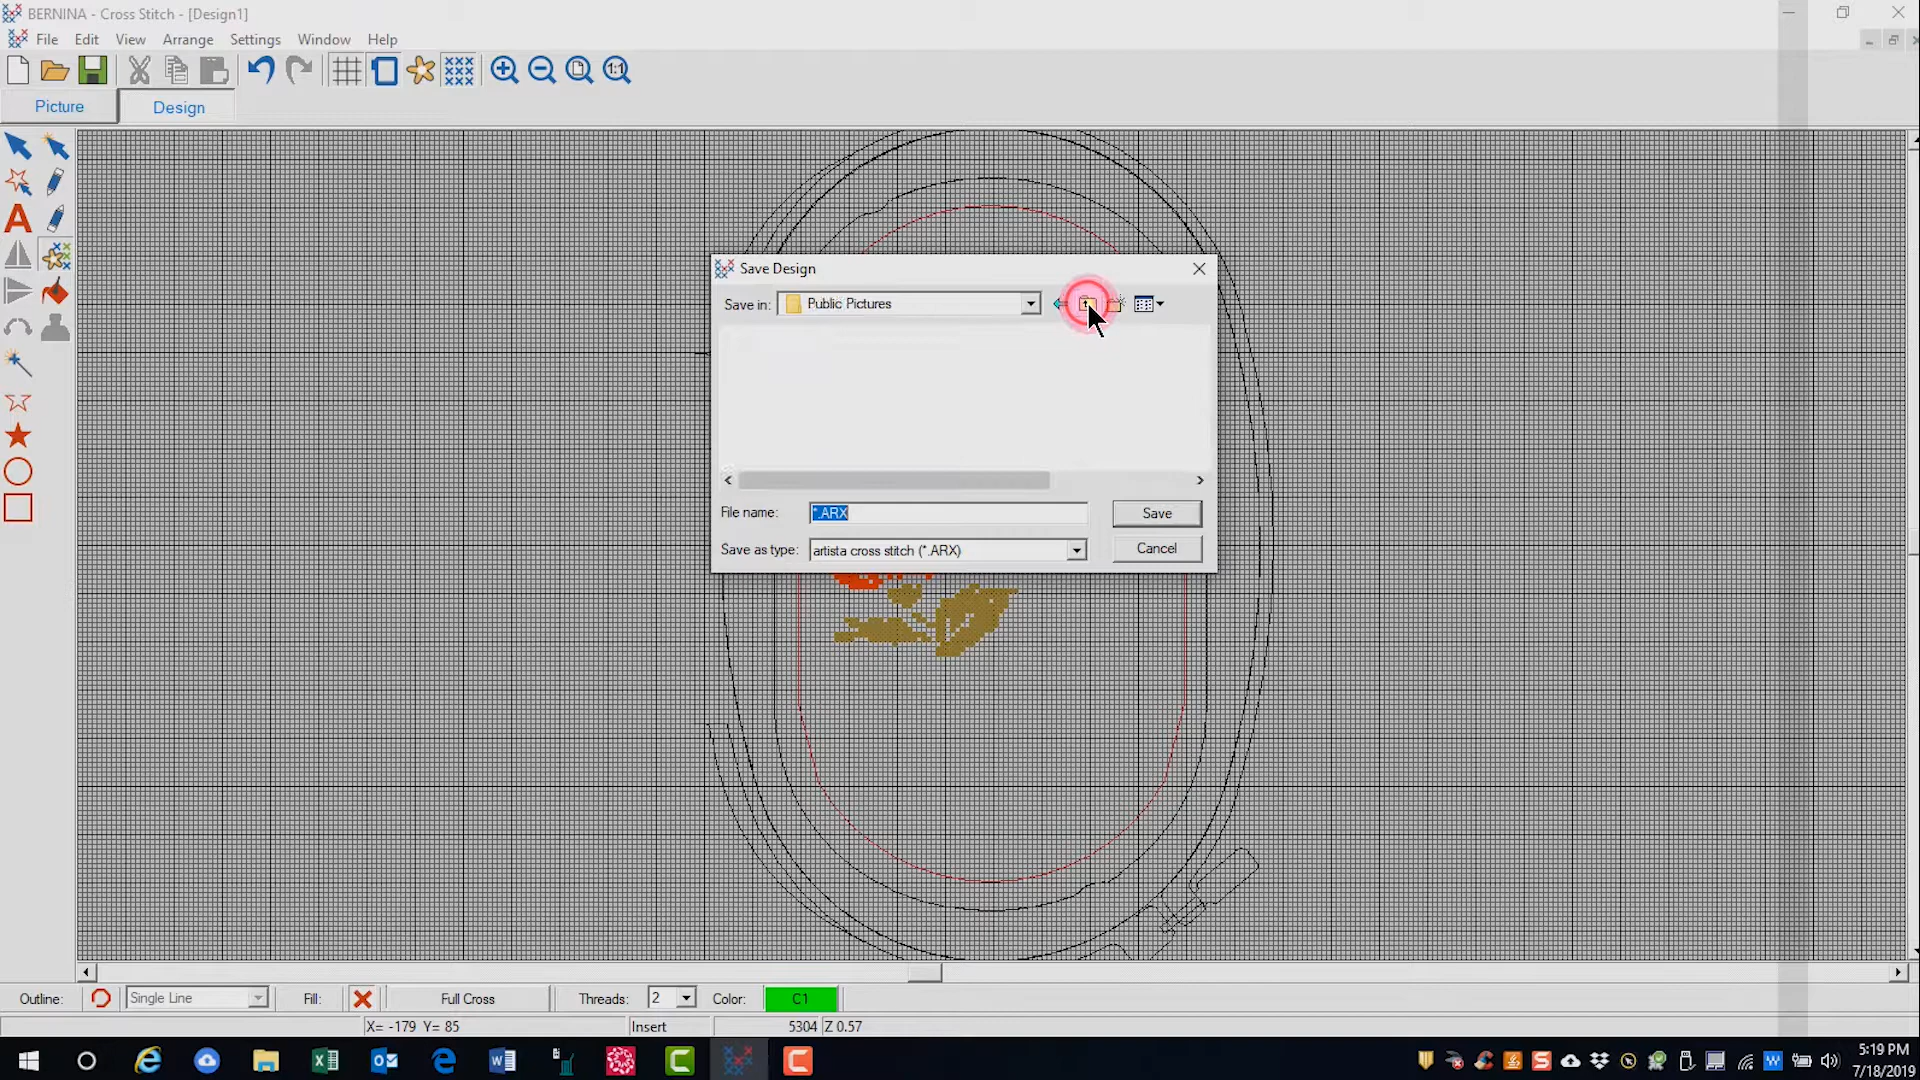 BERNINA - Cross Stitch - [Design1]
File Edit View Arrange Settings Window Help
1:1
Picture Design
A
Save Design
Save in: Public Pictures
File name: *.ARX Save
Save as type: artista cross stitch (*.ARX) Cancel
Outline: Single Line Fill: Full Cross Threads: 2 Color: C1
X= -179 Y= 85 Insert 5304 Z 0.57
5:19 PM
7/18/2019